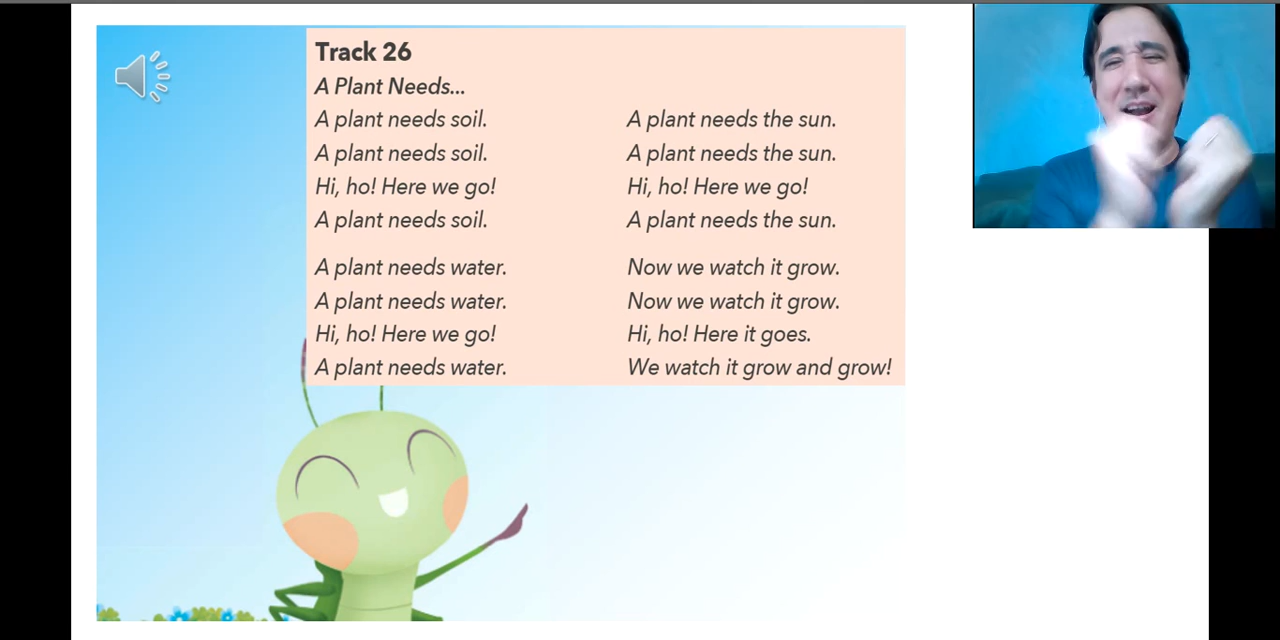 Track 26
A Plant Needs...
A plant needs soil.
A plant needs soil.
Hi, ho! Here we go!
A plant needs soil.
A plant needs water.
A plant needs water.
Hi, ho! Here we go!
A plant needs water.
A plant needs the sun.
A plant needs the sun.
Hi, ho! Here we go!
A plant needs the sun.
Now we watch it grow.
Now we watch it grow.
Hi, ho! Here it goes.
We watch it grow and grow!